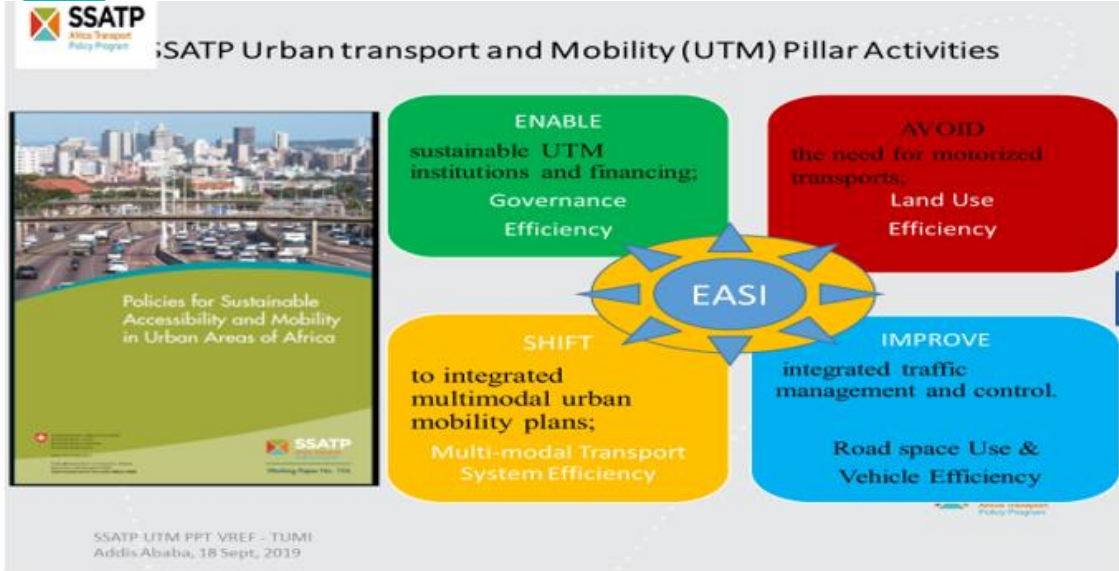 SSATP
Africa Transport
Policy Program
SSATP Urban transport and Mobility (UTM) Pillar Activities
Policies for Sustainable
Accessibility and Mobility
in Urban Areas of Africa
SSATP
Working Paper No. 106
ENABLE
sustainable UTM
institutions and financing;
Governance
Efficiency
AVOID
the need for motorized
transports;
Land Use
Efficiency
EASI
SHIFT
to integrated
multimodal urban
mobility plans;
Multi-modal Transport
System Efficiency
IMPROVE
integrated traffic
management and control.
Road space Use &
Vehicle Efficiency
Africa Transport
Policy Program
SSATP UTM PPT VREF - TUMI
Addis Ababa, 18 Sept, 2019